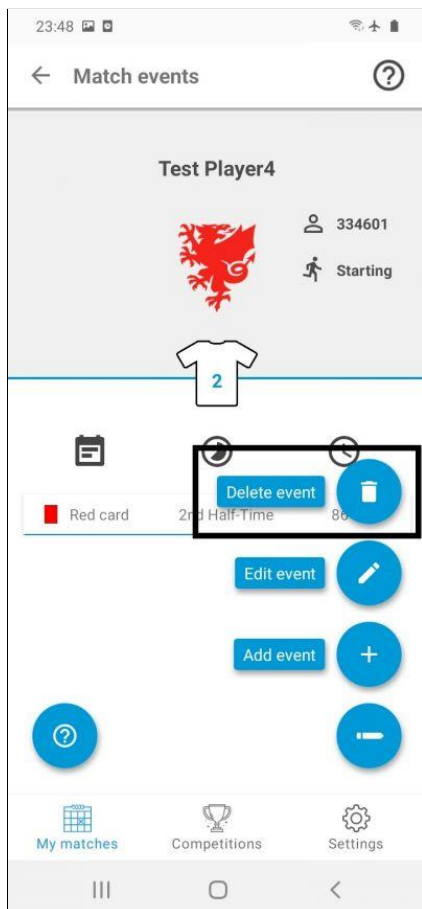 23:48
Match events
Test Player4
334601
Starting
2
Delete event
Red card 2nd Half-Time 86
Edit event
Add event
My matches Competitions Settings